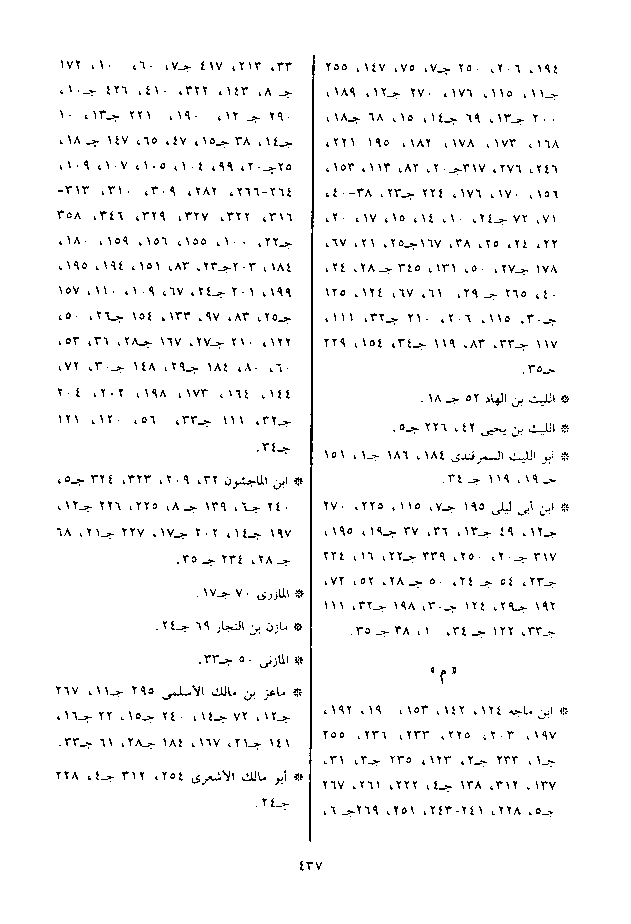 ١٩٤، ٢٠٦، ٢٥٠ جـ٧، ٧٥، ١٤٧، ٢٥٥
جـ١١، ١١٥، ١٧٦، ٢٧٠ جـ١٢، ١٨٩،
٢٠٠ جـ١٣، ٦٩ جـ١٤، ١٥، ٦٨ جـ١٨،
١٦٨، ١٧٣، ١٧٨، ١٨٢، ١٩٥ ٢٢١،
٢٤٦، ٢٧٦، ٣١٧جـ٢٠، ٨٢، ١١٣، ١٥٣،
١٥٦، ١٧٠، ١٧٦، ٢٢٤ جـ٢٣، ٣٨-٤٠،
٧١، ٧٢ جـ٢٤، ١٠، ١٤، ١٥، ١٧، ٢٠،
٢٢، ٢٤، ٢٥، ٣٨، ١٦٧جـ٢٥، ٢١، ٦٧،
١٧٨ جـ٢٧، ٥٠، ١٣١، ٣٤٥ جـ٢٨، ٢٤،
٤٠، ٢٦٥ جـ ٢٩، ٦١، ٦٧، ١٢٤، ١٢٥
جـ٣٠، ١١٥، ٢٠٦، ٢١٠ جـ٣٢، ١١١،
١١٧ جـ٣٣، ٨٣، ١١٩ جـ٣٤، ١٥٤، ٢٢٩
جـ٣٥.
* الليث بن الهاد ٥٢ جـ ١٨.
* الليث بن يحيى ٤٢، ٢٢٦ جـ٥.
* أبو الليث السمرقندى ١٨٤، ١٨٦ جـ١، ١٥١
جـ ١٩، ١١٩ جـ ٣٤.
* ابن أبى ليلى ١٩٥ جـ٧، ١١٥، ٢٢٥، ٢٧٠
جـ١٢، ٤٩ جـ١٣، ٣٦، ٣٧ جـ١٩، ١٩٥،
٣١٧ جـ٢٠، ٢٥٠، ٣٣٩ جـ٢٢، ١٦، ٢٢٤
جـ٢٣، ٥٤ جـ ٢٤، ٥٠ جـ ٢٨، ٥٢، ٧٢،
١٩٢ جـ٢٩، ١٢٤ جـ٣٠، ١٩٨ جـ٣٢، ١١١
جـ٣٣، ١٢٢ جـ ٣٤، ١، ٣٨ جـ ٣٥.
«م»
* ابن ماجه ١٢٤، ١٤٢، ١٥٣، ١٩، ١٩٢،
١٩٧، ٢٠٣، ٢٢٥، ٢٣٣، ٢٣٦، ٢٥٥
جـ١، ٢٣٣ جـ٢، ١٢٣، ٢٣٥ جـ٣، ٣١،
١٣٧، ٣١٢، ١٣٨ جـ٤، ٢٢٢، ٢٦١، ٢٦٧
جـ٥، ٢٢٨، ٢٤١-٢٤٣، ٢٥١، ٢٦٩جـ ٦،
٣٣، ٢١٣، ٤١٧ جـ٧، ٦٠، ١٠، ١٧٢
جـ ٨، ١٤٣، ٣٢٢، ٤١٠، ٤٢٦ جـ١٠،
٢٩٠ جـ ١٢، ١٩٠، ٢٢١ جـ١٣، ١٠
جـ١٤، ٣٨ جـ١٥، ٤٧، ٦٥، ١٤٧ جـ ١٨،
٢٥جـ٢٠، ٩٩، ١٠٤، ١٠٥، ١٠٧، ١٠٩،
٢٦٤-٢٦٦، ٢٨٢، ٣٠٩، ٣١٠، ٣١٣-
٣١٦، ٣٢٢، ٣٢٧، ٣٢٩، ٣٤٦، ٣٥٨
جـ٢٢، ١٠٠، ١٥٥، ١٥٦، ١٥٩، ١٨٠،
١٨٤، ٢٠٣جـ٢٣، ٨٣، ١٥١، ١٩٤، ١٩٥،
١٩٩، ٢٠١ جـ٢٤، ٦٧، ١٠٩، ١١٠، ١٥٧
جـ٢٥، ٨٣، ٩٧، ١٣٣، ١٥٤ جـ٢٦، ٥٠،
١٢٢، ٢١٠ جـ٢٧، ١٦٧ جـ٢٨، ٣٦، ٥٣،
٦٠، ٨٠، ١٨٤ جـ٢٩، ١٤٨ جـ٣٠، ٧٢،
١٤٤، ١٦٤، ١٧٣، ١٩٨، ٢٠٢، ٢٠٤
جـ٣٢، ١١١ جـ٣٣، ٥٦، ١٢٠، ١٢١
جـ٣٤.
* ابن الماجشون ٣٢، ٢٠٩، ٣٢٣، ٣٢٤ جـ٥،
٢٤٠ جـ٦، ١٣٩ جـ٨، ٢٢٥، ٢٢٦ جـ١٢،
١٩٧ جـ١٤، ٢٠٢ جـ١٧، ٢٢٧ جـ٢١، ٦٨
جـ ٢٨، ٢٣٤ جـ ٣٥.
* المازرى ٧٠ جـ١٧.
* مازن بن النجار ٦٩ جـ٢٤.
* المازنى ٥٠ جـ٣٣.
* ماعز بن مالك الأسلمى ٢٩٥ جـ١١، ٢٦٧
جـ١٢، ٧٢ جـ١٤، ٢٤٠ جـ١٥، ٢٢ جـ١٦،
١٤١ جـ٢١، ١٦٧، ١٨٤ جـ٢٨، ٦١ جـ٣٣.
* أبو مالك الأشعرى ٢٥٤، ٣١٢ جـ٤، ٢٢٨
جـ٢٤.
٤٣٧